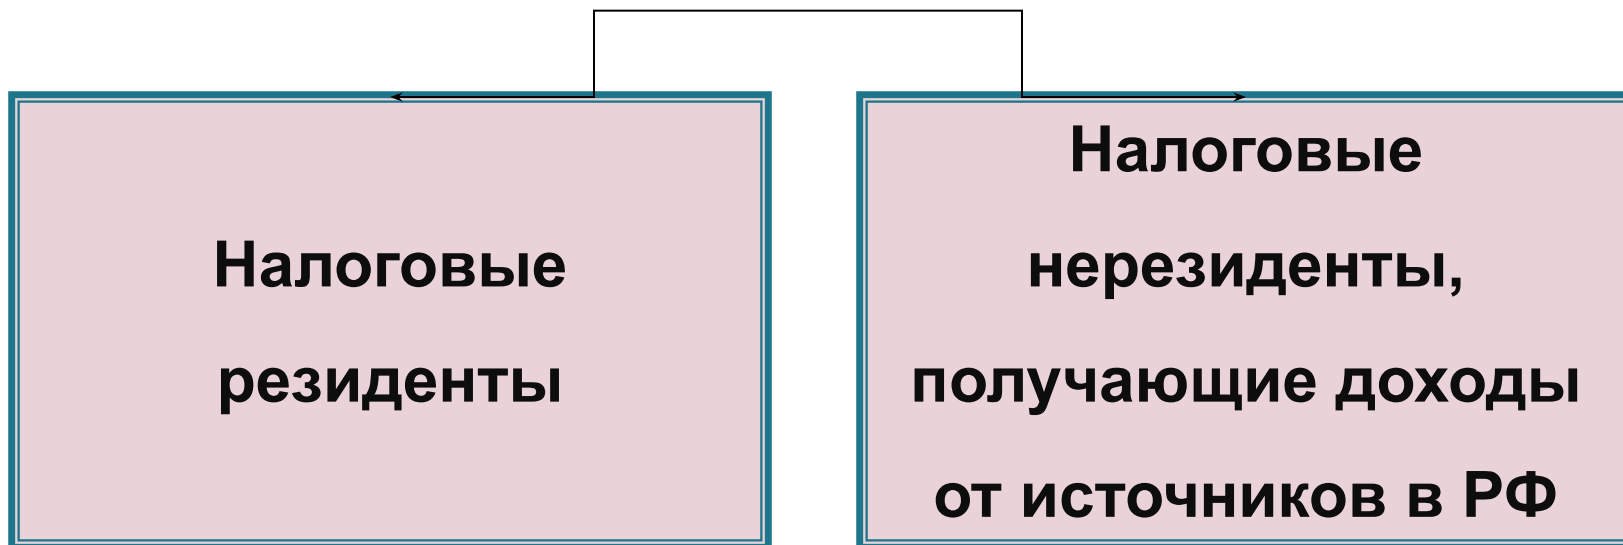 Налоговые
резиденты
Налоговые
нерезиденты,
получающие доходы
от источников в РФ